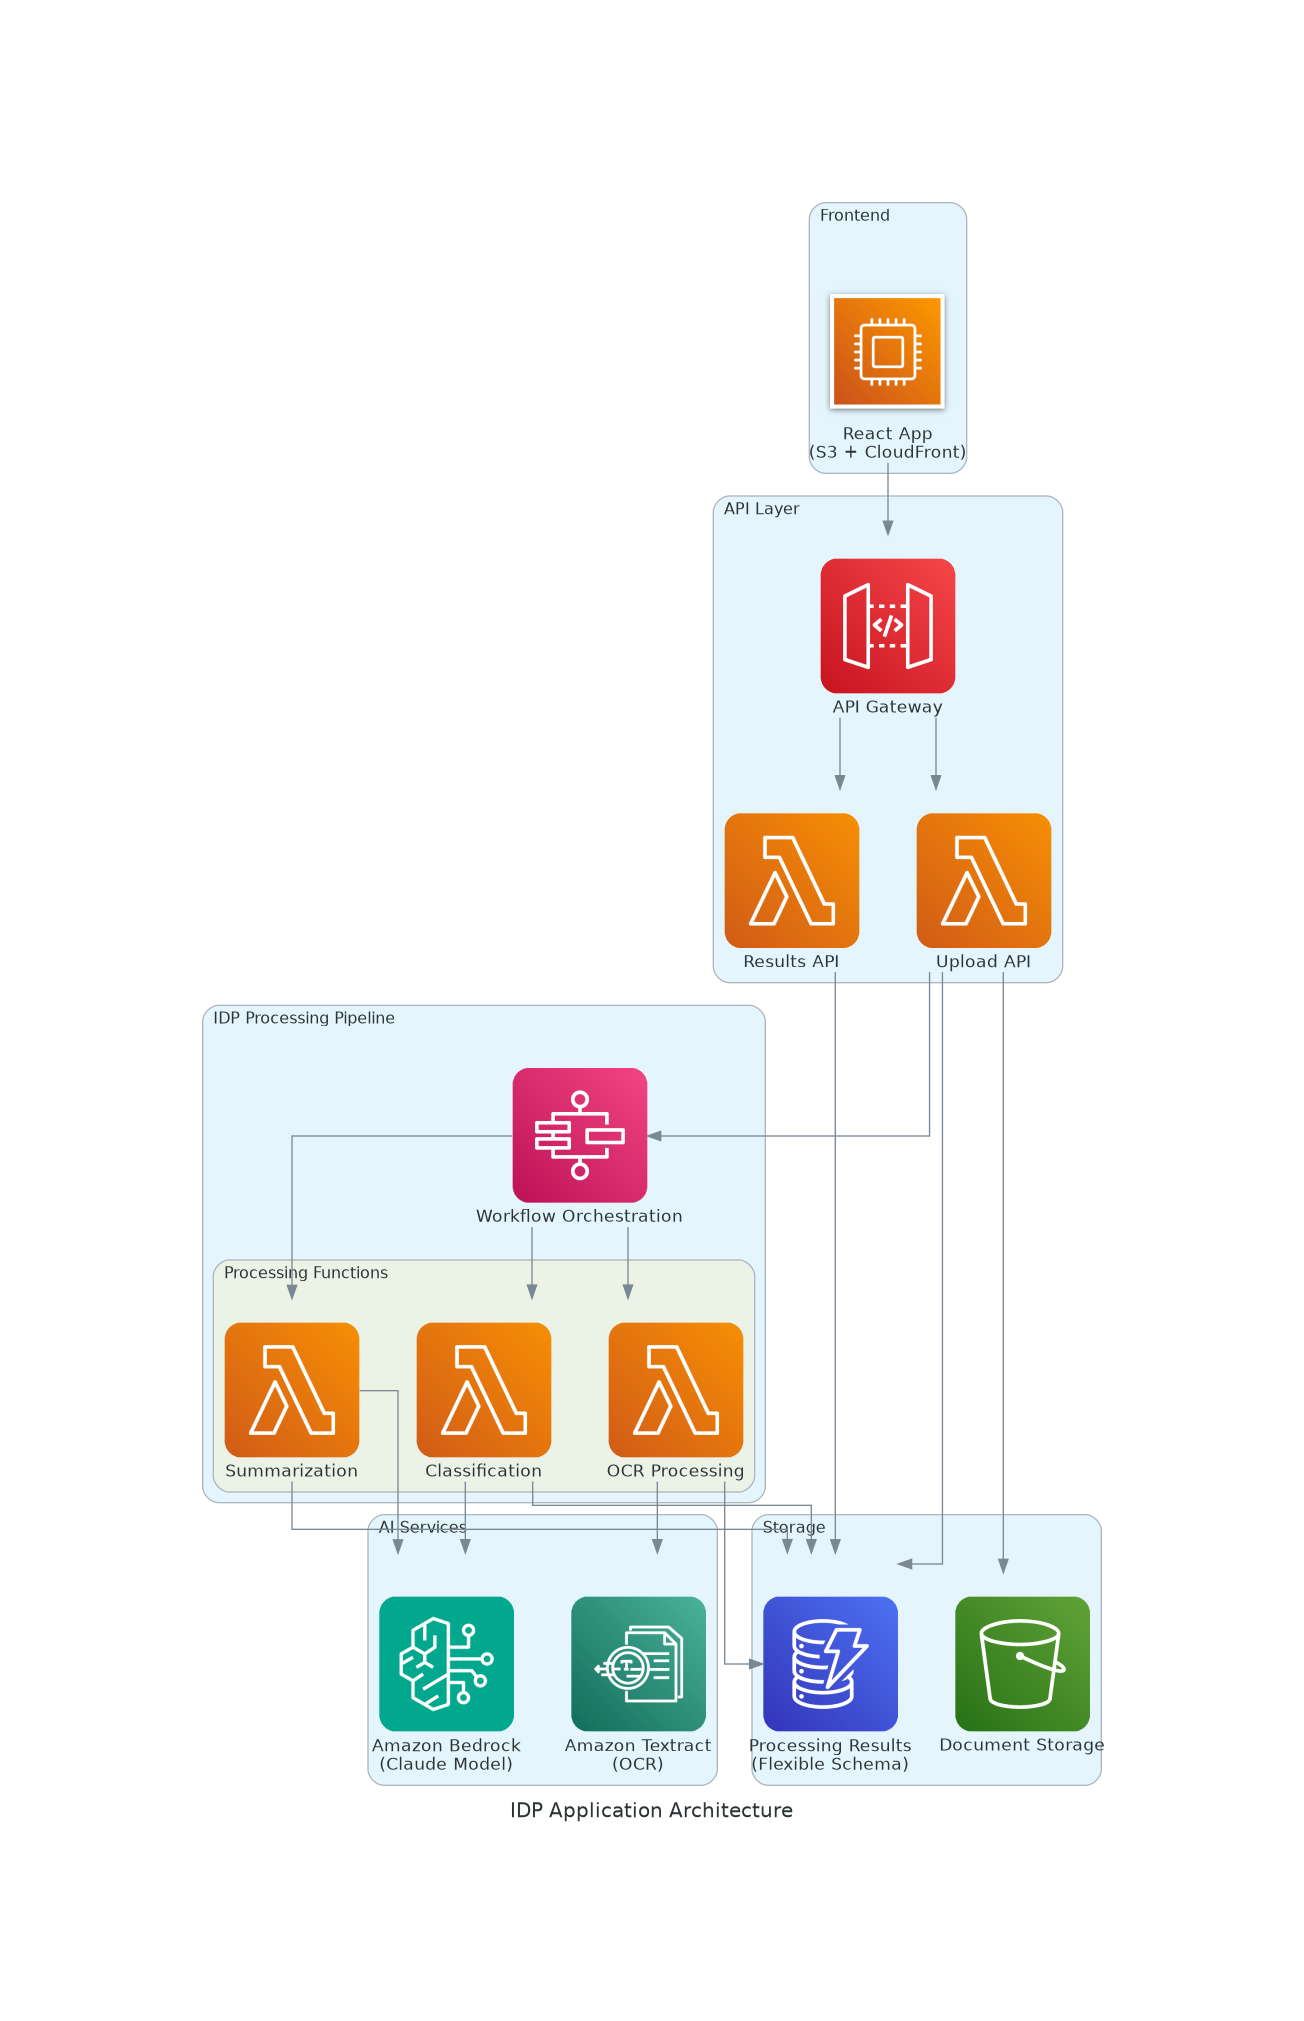 Frontend
React App
(S3 + CloudFront)
API Layer
API Gateway
Results API
Upload API
IDP Processing Pipeline
Workflow Orchestration
Processing Functions
Summarization
Classification
OCR Processing
AI Services
Storage
Amazon Bedrock
(Claude Model)
Amazon Textract
(OCR)
Processing Results
(Flexible Schema)
Document Storage
IDP Application Architecture